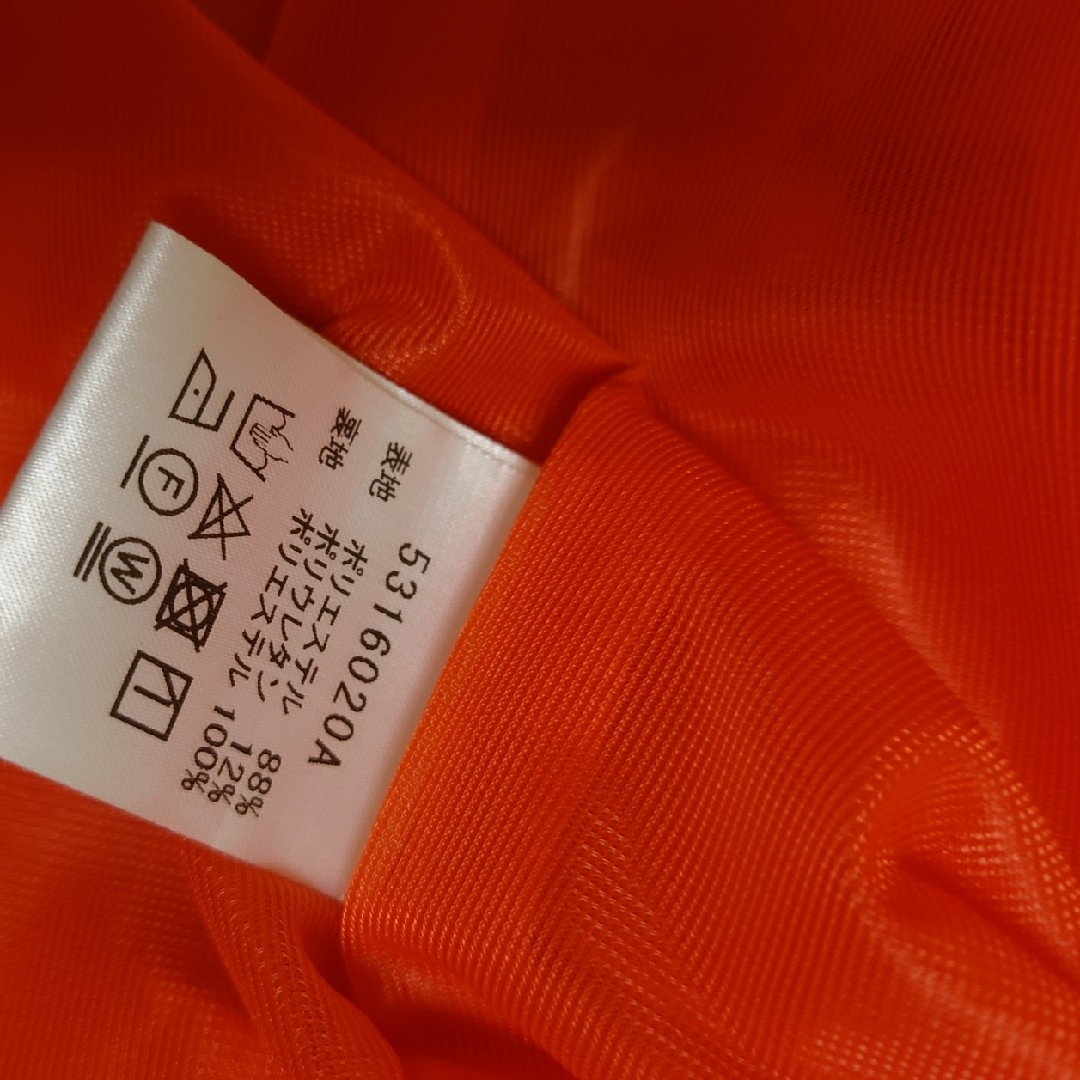 5316020A
表地 ポリエステル 88%
ポリウレタン 12%
裏地 ポリエステル 100%
F
W